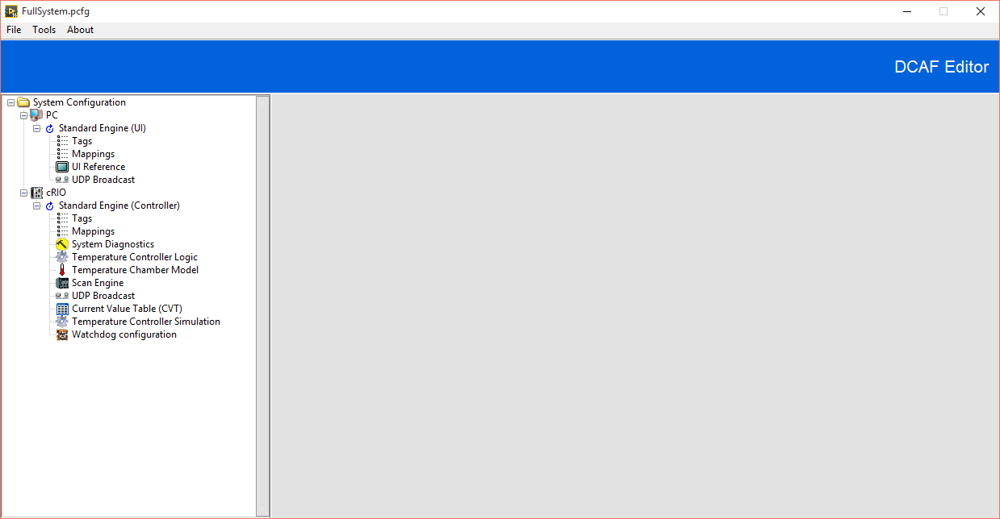 FullSystem.pcfg
File Tools About
DCAF Editor
System Configuration
PC
Standard Engine (UI)
Tags
Mappings
UI Reference
UDP Broadcast
cRIO
Standard Engine (Controller)
Tags
Mappings
System Diagnostics
Temperature Controller Logic
Temperature Chamber Model
Scan Engine
UDP Broadcast
Current Value Table (CVT)
Temperature Controller Simulation
Watchdog configuration